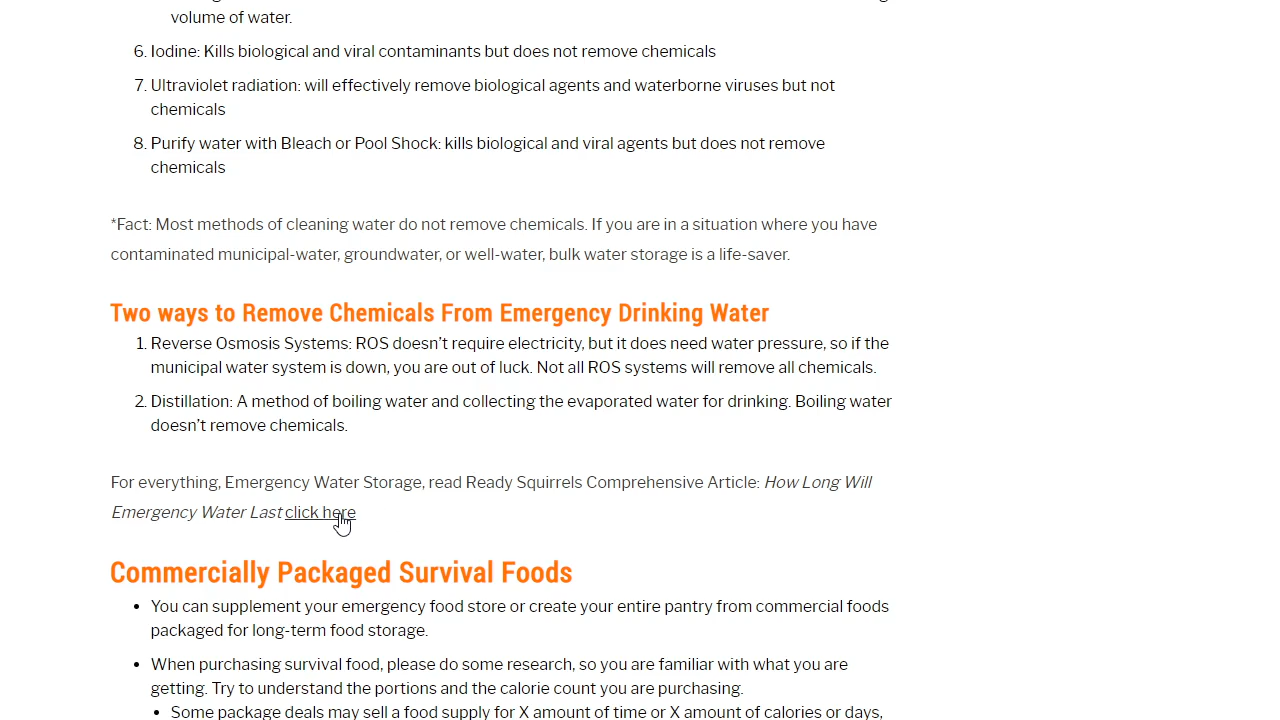 volume of water.
6. Iodine: Kills biological and viral contaminants but does not remove chemicals
7. Ultraviolet radiation: will effectively remove biological agents and waterborne viruses but not
chemicals
8. Purify water with Bleach or Pool Shock: kills biological and viral agents but does not remove
chemicals
*Fact: Most methods of cleaning water do not remove chemicals. If you are in a situation where you have
contaminated municipal-water, groundwater, or well-water, bulk water storage is a life-saver.
Two ways to Remove Chemicals From Emergency Drinking Water
1. Reverse Osmosis Systems: ROS doesn't require electricity, but it does need water pressure, so if the
municipal water system is down, you are out of luck. Not all ROS systems will remove all chemicals.
2. Distillation: A method of boiling water and collecting the evaporated water for drinking. Boiling water
doesn't remove chemicals.
For everything, Emergency Water Storage, read Ready Squirrels Comprehensive Article: How Long Will
Emergency Water Last click here
Commercially Packaged Survival Foods
• You can supplement your emergency food store or create your entire pantry from commercial foods
packaged for long-term food storage.
• When purchasing survival food, please do some research, so you are familiar with what you are
getting. Try to understand the portions and the calorie count you are purchasing.
• Some package deals may sell a food supply for X amount of time or X amount of calories or days,